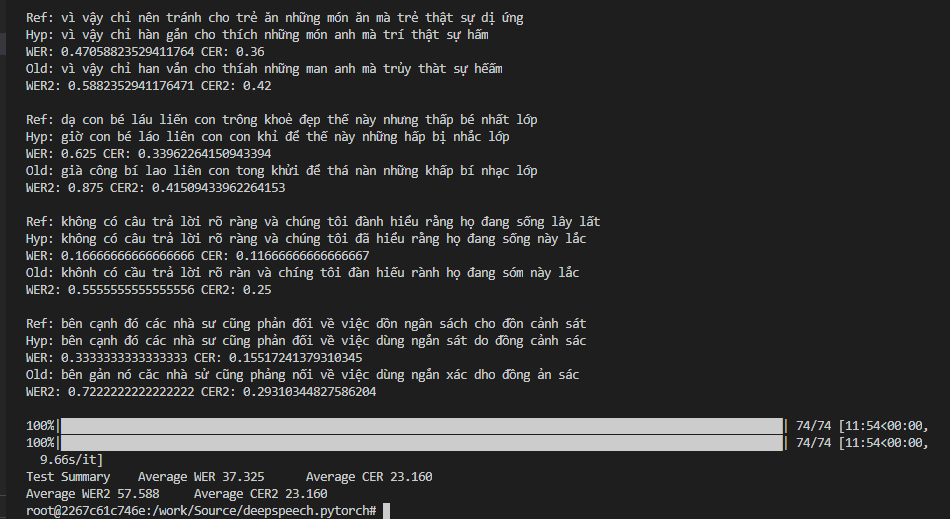 Ref: vì vậy chỉ nên tránh cho trẻ ăn những món ăn mà trẻ thật sự dị ứng
Hyp: vì vậy chỉ hàn gắn cho thích những món anh mà trí thật sự hấm
WER: 0.47058823529411764 CER: 0.36
Old: vì vậy chỉ han vắn cho thíah những man anh mà trủy thàt sự hếấm
WER2: 0.5882352941176471 CER2: 0.42
Ref: dạ con bé láu liến con trông khoẻ đẹp thế này nhưng thấp bé nhất lớp
Hyp: giờ con bé láo liên con con khỉ để thế này những hấp bị nhắc lớp
WER: 0.625 CER: 0.33962264150943394
Old: già công bí lao liên con tong khửi để thá nàn những khấp bí nhạc lớp
WER2: 0.875 CER2: 0.41509433962264153
Ref: không có câu trả lời rõ ràng và chúng tôi đành hiểu rằng họ đang sống lây lất
Hyp: không có câu trả lời rõ ràng và chúng tôi đã hiểu rằng họ đang sống này lắc
WER: 0.16666666666666666 CER: 0.11666666666666667
Old: khônh có cầu trả lời rõ ràn và chíng tôi đàn hiếu rành họ đang sóm này lắc
WER2: 0.5555555555555556 CER2: 0.25
Ref: bên cạnh đó các nhà sư cũng phản đối về việc dồn ngân sách cho đồn cảnh sát
Hyp: bên cạnh đó các nhà sư cũng phản đối về việc dùng ngắn sát do đồng cảnh sác
WER: 0.3333333333333333 CER: 0.15517241379310345
Old: bên gản nó căc nhà sử cũng phảng nối về việc dùng ngắn xác dho đông ản sác
WER2: 0.7222222222222222 CER2: 0.29310344827586204
100%| | 74/74 [11:54<00:00,
100%| | 74/74 [11:54<00:00,
9.66s/it]
Test Summary Average WER 37.325 Average CER 23.160
Average WER2 57.588 Average CER2 23.160
root@2267c61c746e:/work/Source/deepspeech.pytorch#